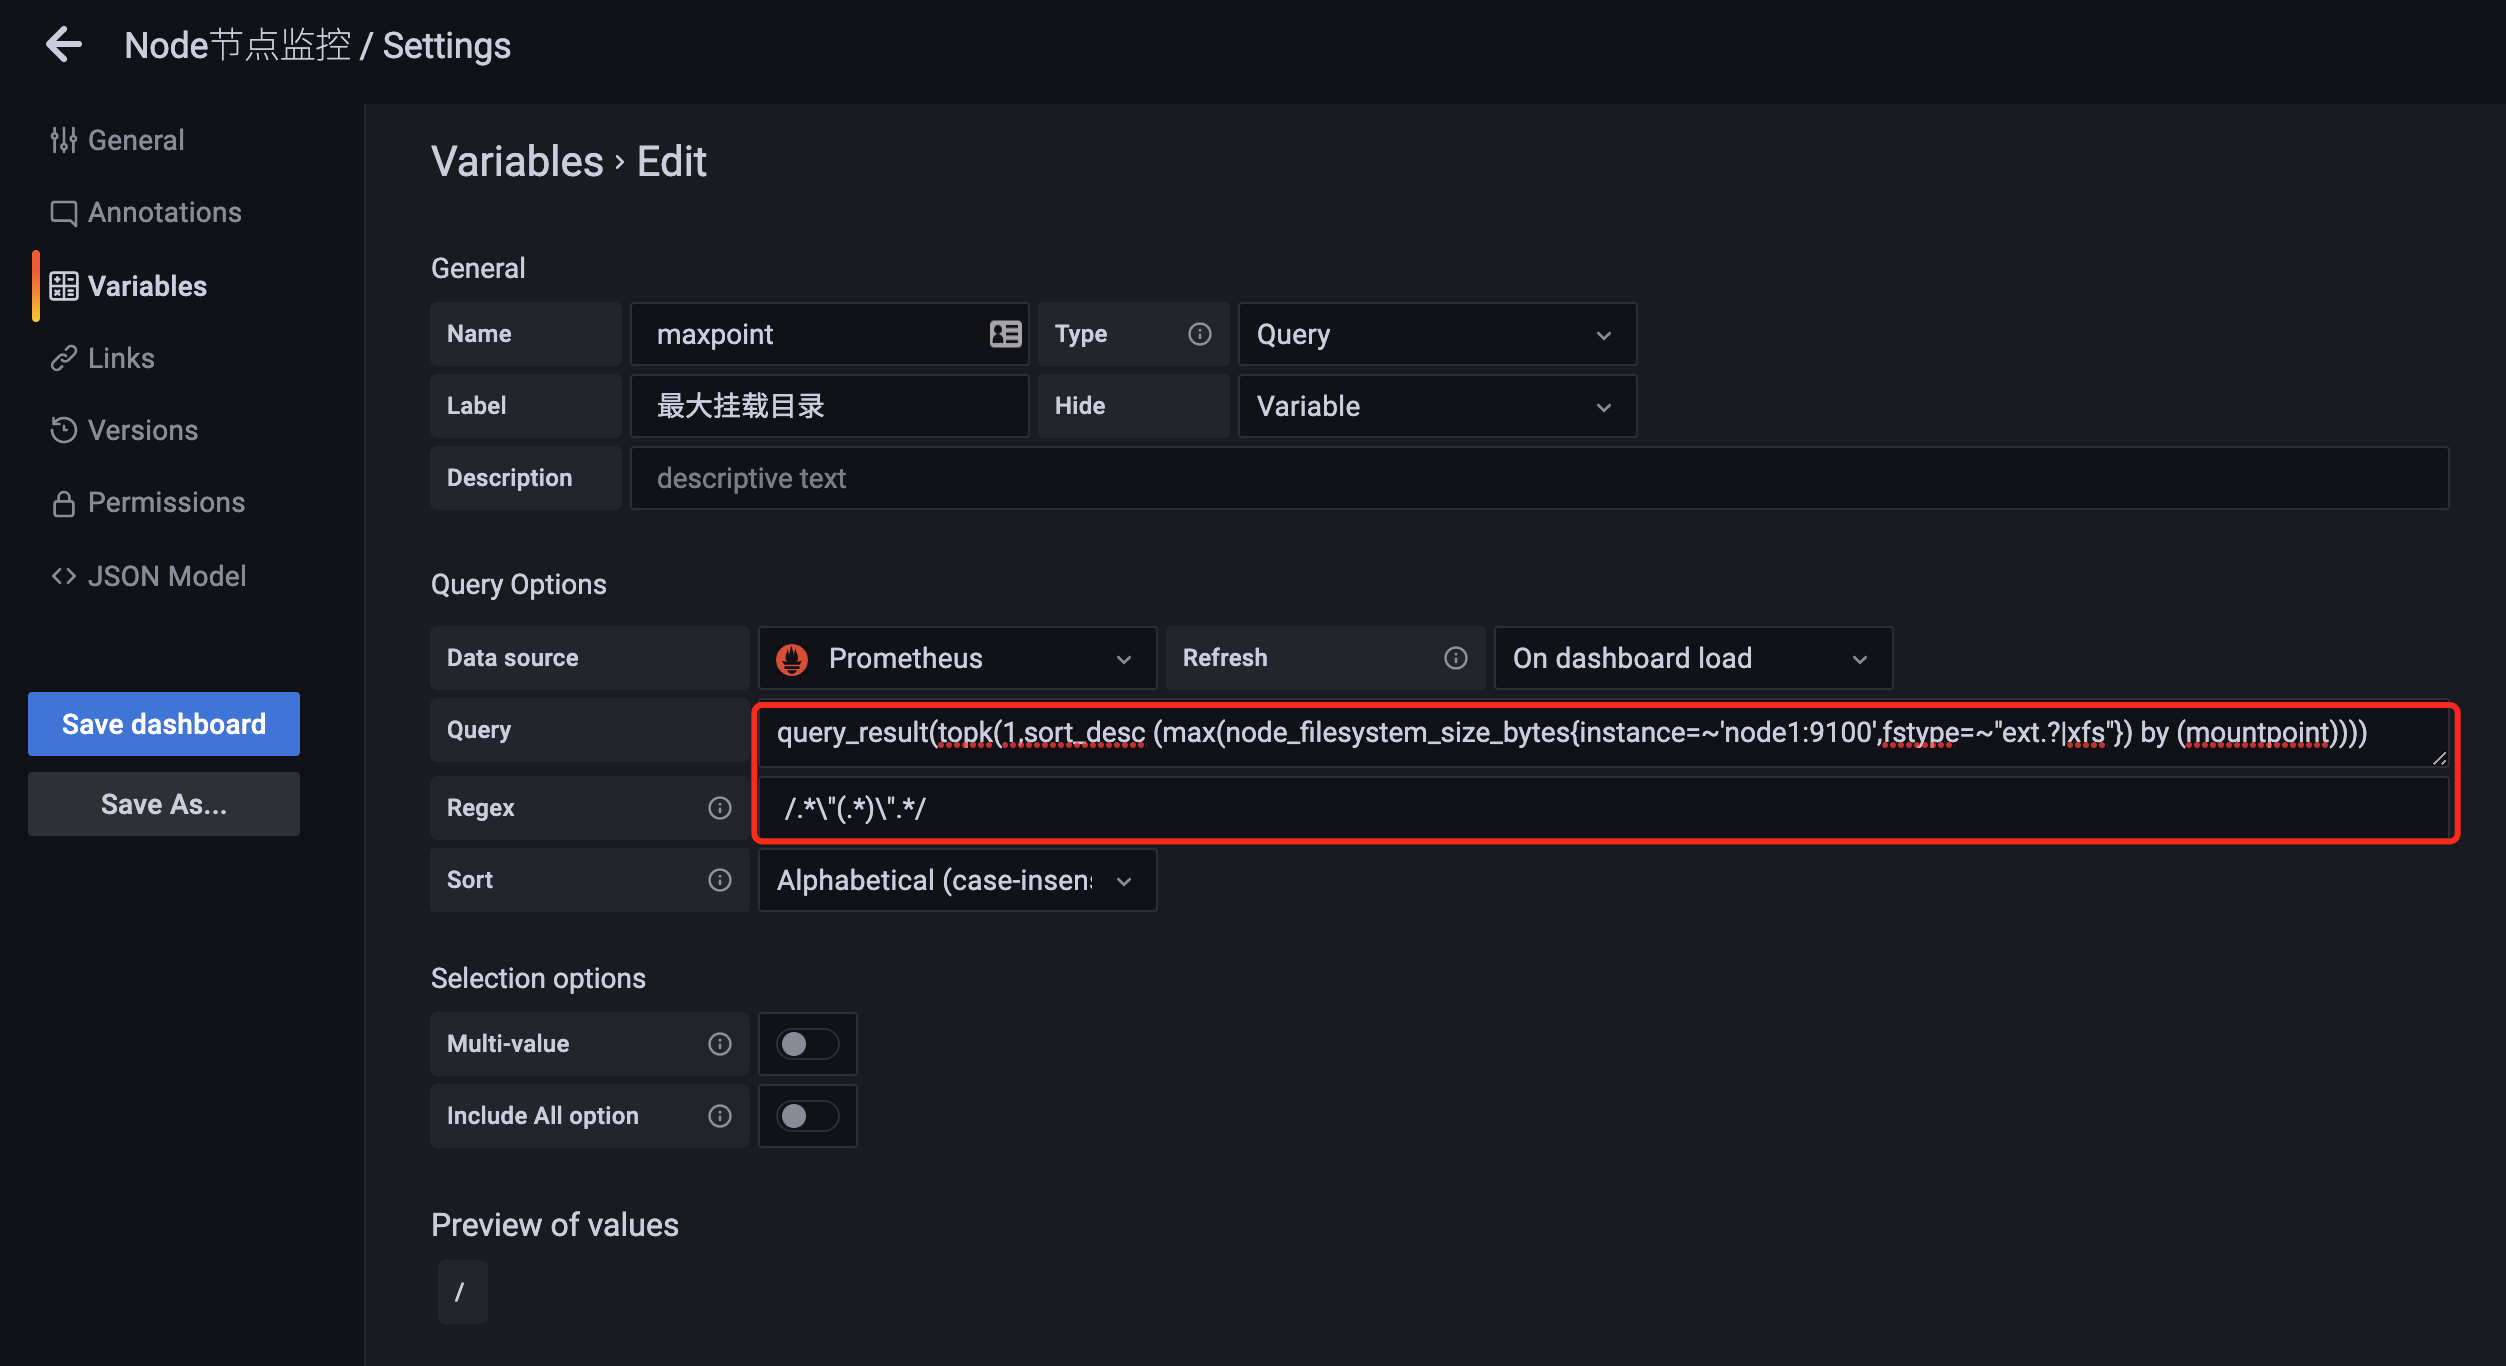 Node节点监控 / Settings
General
Annotations
Variables
Links
Versions
Permissions
JSON Model
Save dashboard
Save As...
Variables › Edit
General
Name maxpoint Type Query
Label 最大挂载目录 Hide Variable
Description descriptive text
Query Options
Data source Prometheus Refresh On dashboard load
Query query_result(topk(1,sort_desc (max(node_filesystem_size_bytes{instance=~'node1:9100',fstype=~"ext.?|xfs"}) by (mountpoint))))
Regex /.*\"(.*)\".*/
Sort Alphabetical (case-insens
Selection options
Multi-value
Include All option
Preview of values
/